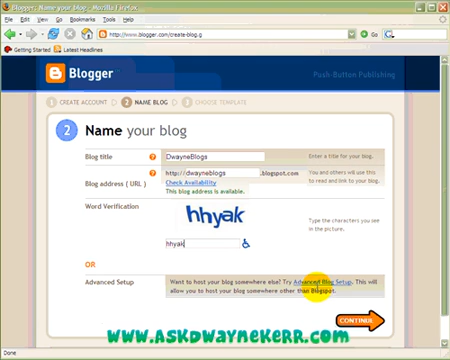 Blogger: Name your blog - Mozilla Firefox
File Edit View Go Bookmarks Tools Help
http://www.blogger.com/create-blog.g
Go
Getting Started Latest Headlines
Blogger
Push-Button Publishing
1 CREATE ACCOUNT 2 NAME BLOG 3 CHOOSE TEMPLATE
2 Name your blog
Blog title ? DwayneBlogs Enter a title for your blog.
Blog address ( URL ) ? http:// dwayneblogs .blogspot.com
Check Availability
This blog address is available.
You and others will use this
to read and link to your blog.
Word Verification
hhyak
Type the characters you see
in the picture.
hhyak
OR
Advanced Setup
Want to host your blog somewhere else? Try Advanced Blog Setup. This will
allow you to host your blog somewhere other than Blogspot.
CONTINUE
www.ASKDWAYNEKERR.com
Done